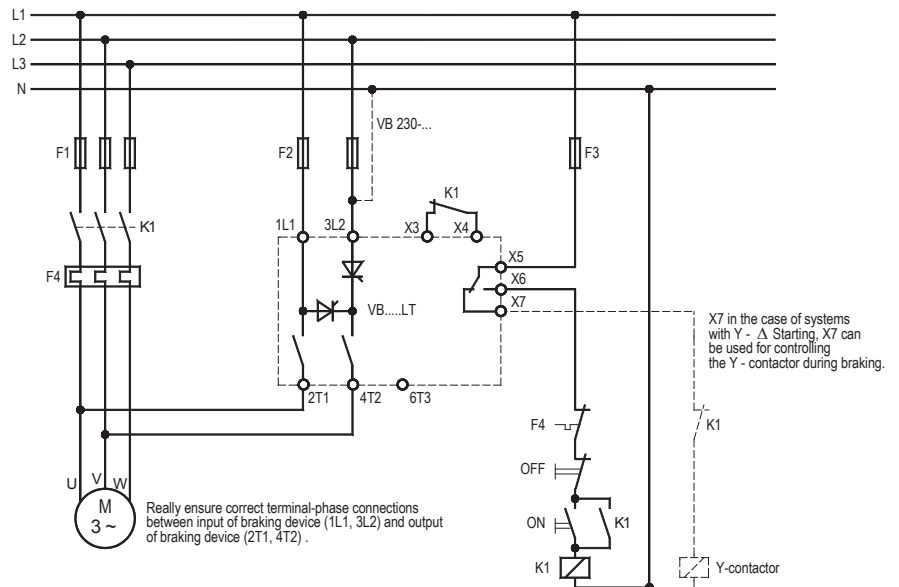 L1
L2
L3
N
VB 230-...
F1
F2
F3
K1
K1
1L1
3L2
X3
X4
X5
X6
X7
F4
VB.....LT
X7 in the case of systems
with Y - Δ Starting, X7 can
be used for controlling
the Y - contactor during braking.
2T1
4T2
6T3
F4
K1
OFF
U
V
W
M
3 ~
Really ensure correct terminal-phase connections
between input of braking device (1L1, 3L2) and output
of braking device (2T1, 4T2) .
ON
K1
K1
Y-contactor